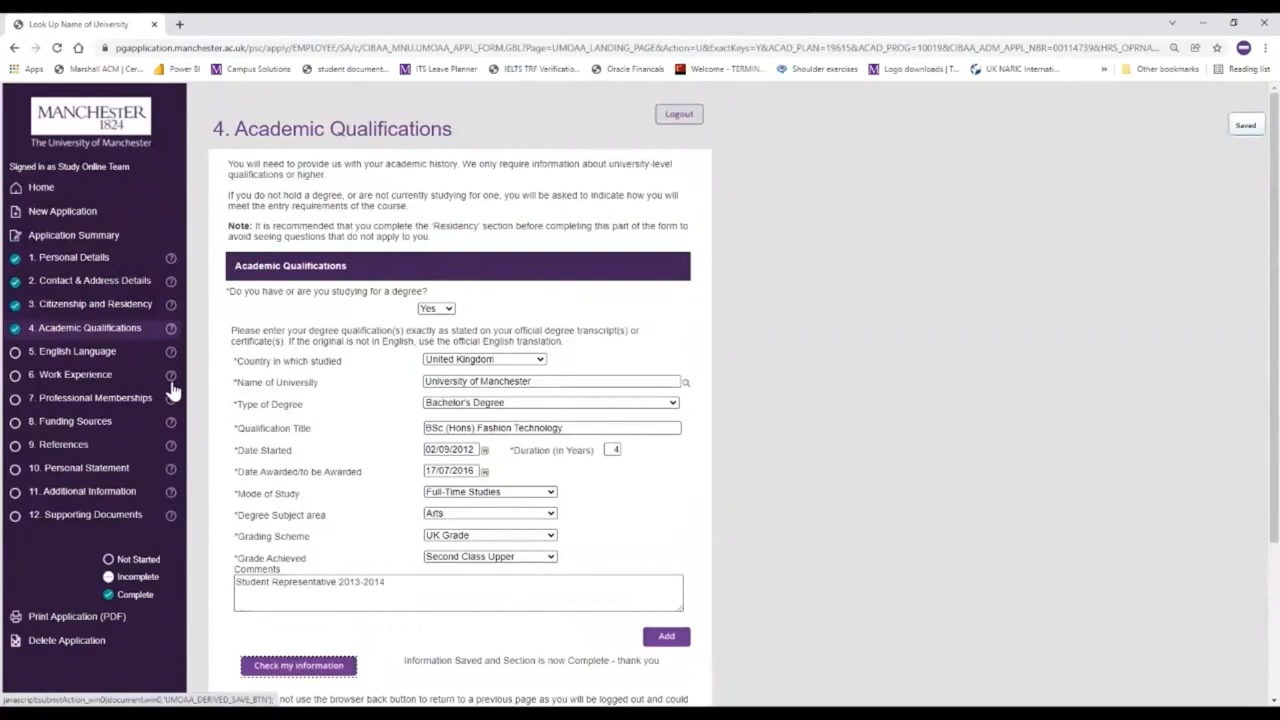 Look Up Name of University
pgapplication.manchester.ac.uk/psc/apply/EMPLOYEE/SA/c/CIBAA_MNU.UMOAA_APPL_FORM.GBL?Page=UMOAA_LANDING_PAGE&Action=U&ExactKeys=Y&ACAD_PLAN=19615&ACAD_PROG=10019&CIBAA_ADM_APPL_NBR=00114739&HRS_OPRNA...
Apps
Marshall ACM | Cer...
Power BI
Campus Solutions
student document...
ITS Leave Planner
IELTS TRF Verificatio...
Oracle Financals
Welcome - TERMIN...
Shoulder exercises
Logo downloads | T...
UK NARIC Internati...
»
Other bookmarks
Reading list
MANCHESTER
1824
The University of Manchester
Signed in as Study Online Team
Home
New Application
Application Summary
1. Personal Details
2. Contact & Address Details
3. Citizenship and Residency
4. Academic Qualifications
5. English Language
6. Work Experience
7. Professional Memberships
8. Funding Sources
9. References
10. Personal Statement
11. Additional Information
12. Supporting Documents
Not Started
Incomplete
Complete
Print Application (PDF)
Delete Application
Logout
Saved
4. Academic Qualifications
You will need to provide us with your academic history. We only require information about university-level
qualifications or higher.
If you do not hold a degree, or are not currently studying for one, you will be asked to indicate how you will
meet the entry requirements of the course.
Note: It is recommended that you complete the 'Residency' section before completing this part of the form to
avoid seeing questions that do not apply to you.
Academic Qualifications
*Do you have or are you studying for a degree?
Yes
Please enter your degree qualification(s) exactly as stated on your official degree transcript(s) or
certificate(s). If the original is not in English, use the official English translation.
*Country in which studied United Kingdom
*Name of University University of Manchester
*Type of Degree Bachelor's Degree
*Qualification Title BSc (Hons) Fashion Technology
*Date Started 02/09/2012 *Duration (in Years) 4
*Date Awarded/to be Awarded 17/07/2016
*Mode of Study Full-Time Studies
*Degree Subject area Arts
*Grading Scheme UK Grade
*Grade Achieved Second Class Upper
Comments
Student Representative 2013-2014
Add
Check my information
Information Saved and Section is now Complete - thank you
not use the browser back button to return to a previous page as you will be logged out and could
javascript:submitAction_win0(document.win0,'UMOAA_DERIVED_SAVE_BTN');